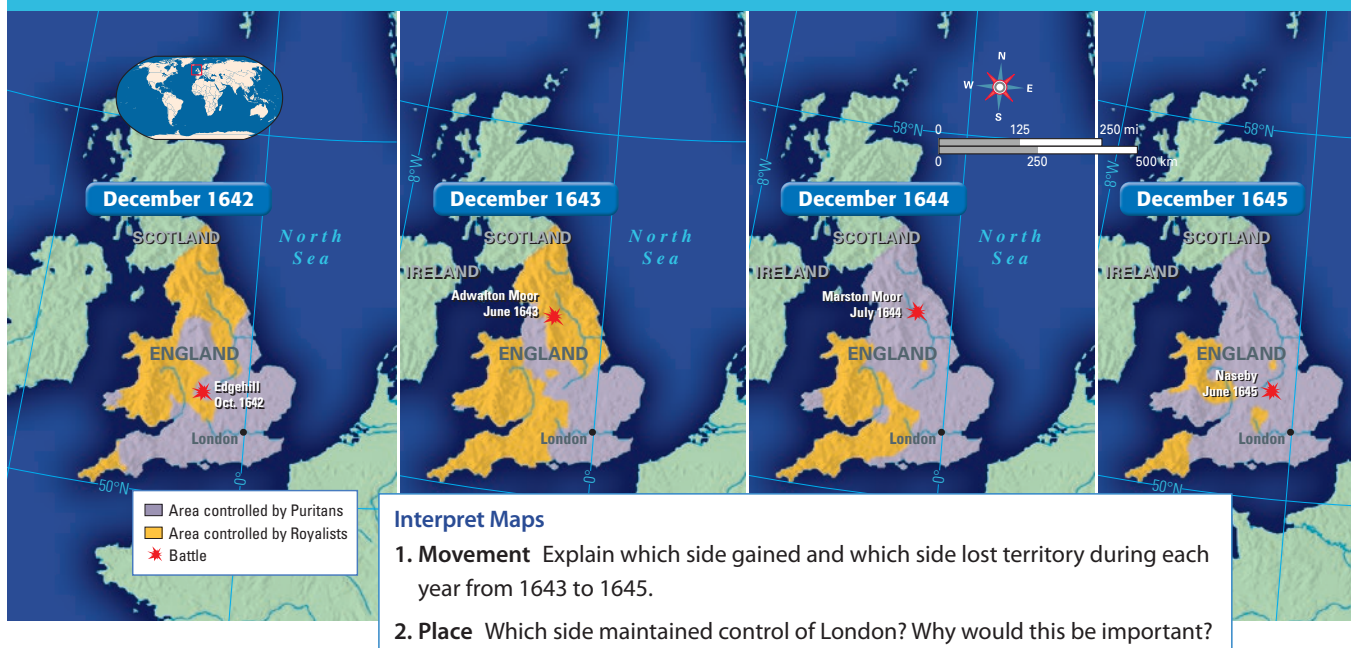 December 1642
SCOTLAND
North
Sea
ENGLAND
Edgehill
Oct. 1642
London
50°N
0°
Area controlled by Puritans
Area controlled by Royalists
Battle
8°W
December 1643
SCOTLAND
North
Sea
IRELAND
Adwalton Moor
June 1643
ENGLAND
London
0°
N
W E
S
0 125 250 mi
0 250 500 km
58°N
8°W
December 1644
SCOTLAND
North
Sea
IRELAND
Marston Moor
July 1644
ENGLAND
London
0°
58°N
8°W
December 1645
SCOTLAND
North
Sea
IRELAND
ENGLAND
Naseby
June 1645
London
50°N
0°
Interpret Maps
1. Movement Explain which side gained and which side lost territory during each
year from 1643 to 1645.
2. Place Which side maintained control of London? Why would this be important?